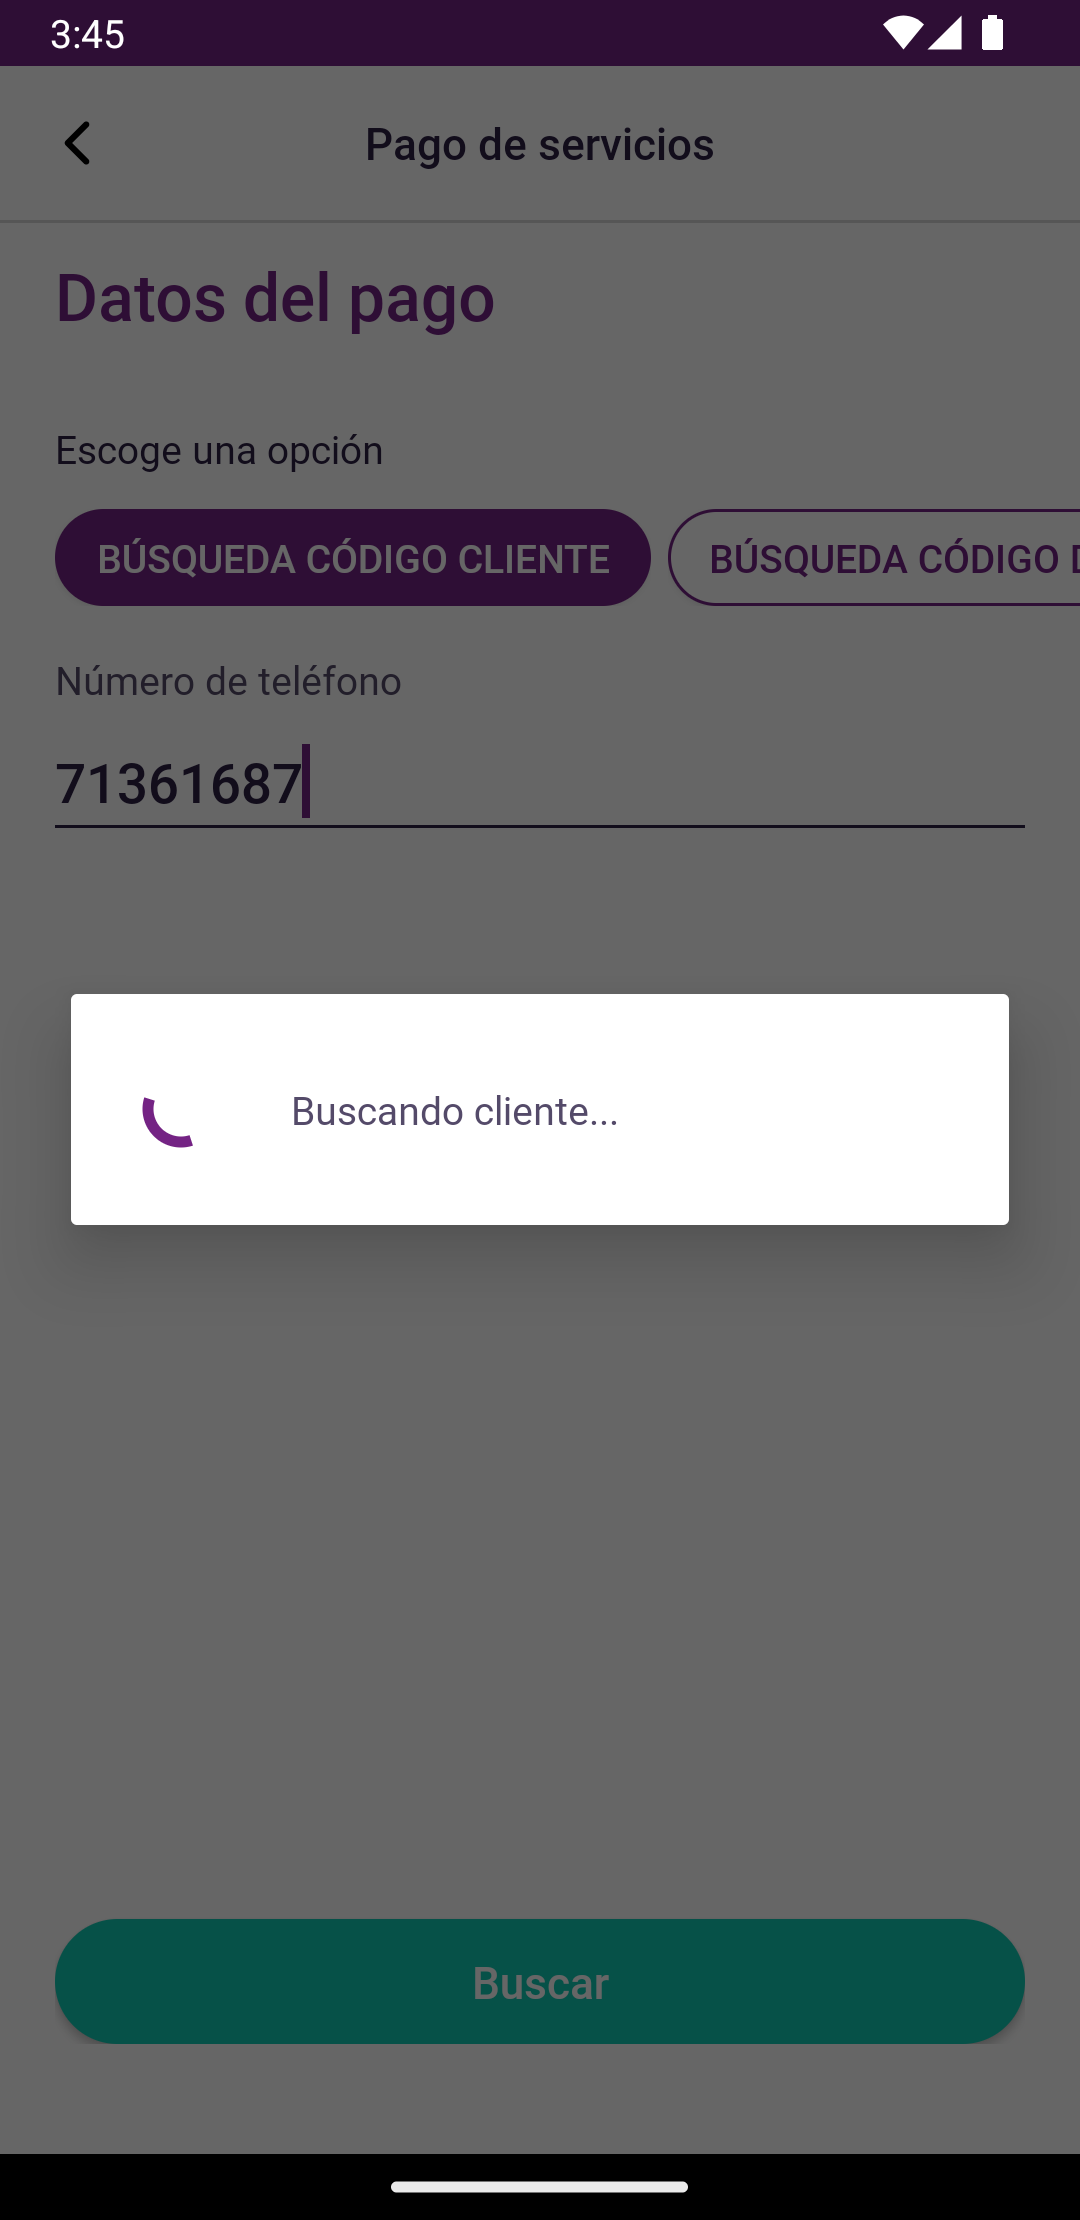 3:45
Pago de servicios
Datos del pago
Escoge una opción
BÚSQUEDA CÓDIGO CLIENTE
BÚSQUEDA CÓDIGO
Número de teléfono
71361687
Buscando cliente...
Buscar